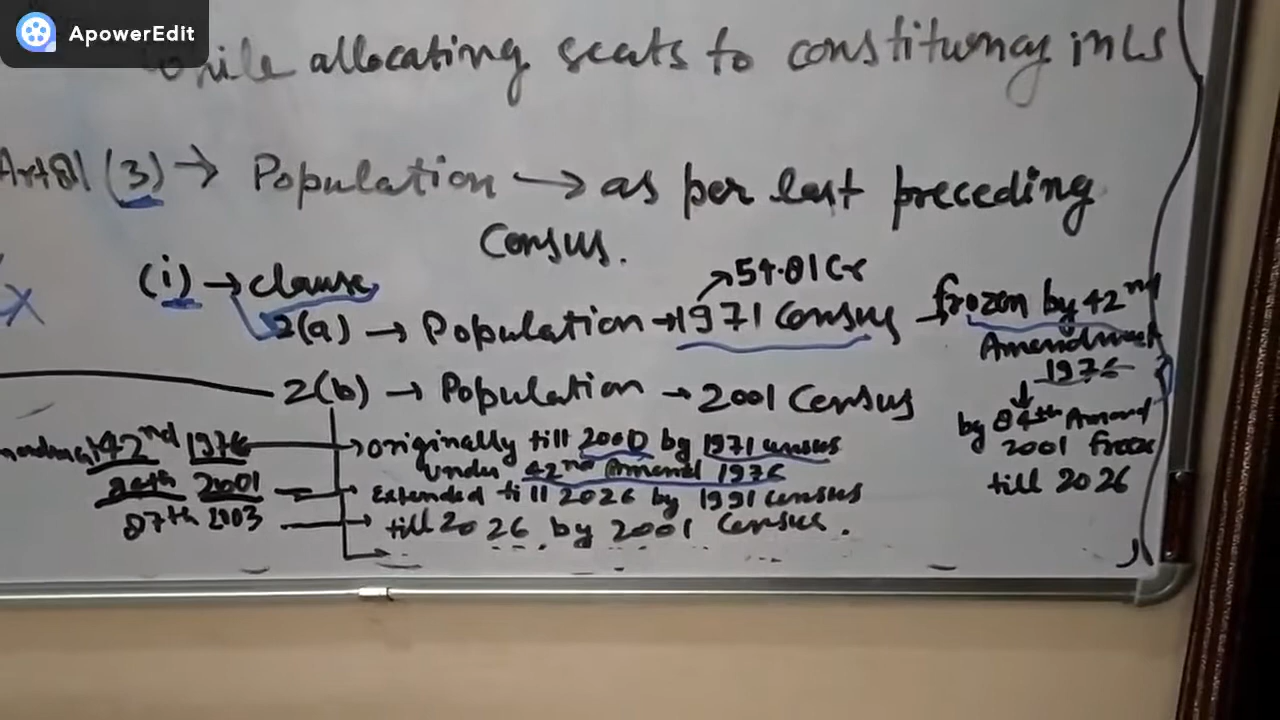 ApowerEdit
while allocating seats to constituency in LS
Art 81 (3) → Population → as per last preceding
Census.
(i) → clause
2(a) → Population → 1971 Census → frozen by 42nd
→ 54.81 Cr
Amendment
1976
↓
by 84th Amend
2001 Freeze
till 2026
2(b) → Population → 2001 Census
42nd 1976 → originally till 2000 by 1971 census
under 42nd Amend 1976
84th 2001 → Extended till 2026 by 1991 census
87th 2003 → till 2026 by 2001 Census.